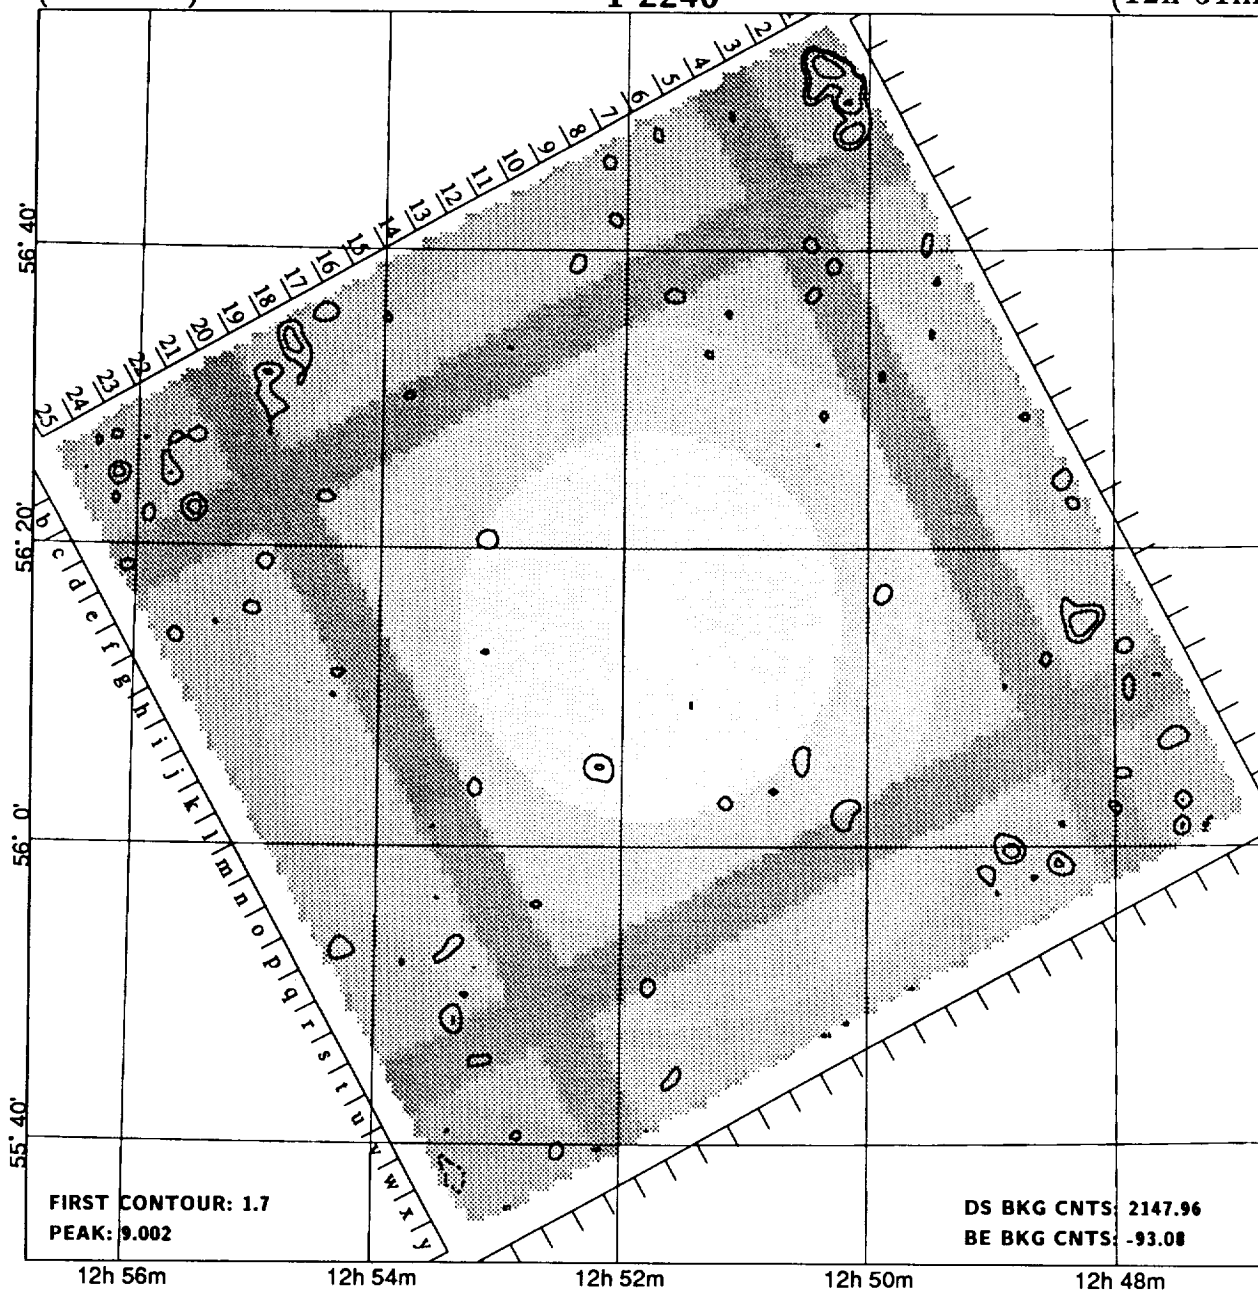 2 3 4 5 6 7 8 9 10 11 12 13 14 15 16 17 18 19 20 21 22 23 24 25
56° 40'
56° 20'
56° 0'
55° 40'
b c d e f g h i j k l m n o p q r s t u v w x y
FIRST CONTOUR: 1.7
PEAK: 9.002
DS BKG CNTS: 2147.96
BE BKG CNTS: -93.08
12h 56m 12h 54m 12h 52m 12h 50m 12h 48m